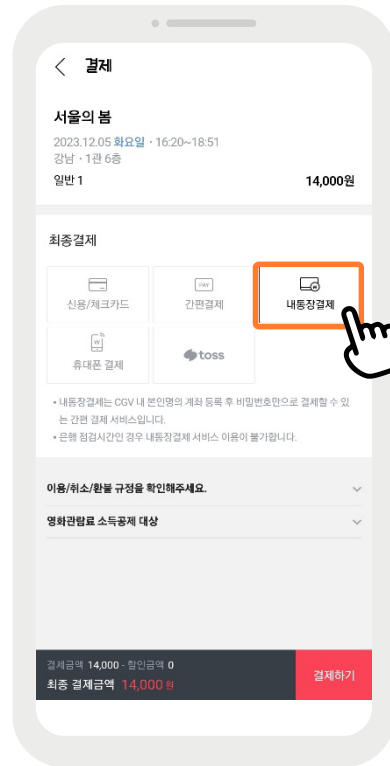 결제
서울의 봄
2023.12.05 화요일 · 16:20~18:51
강남 · 1관 6층
일반 1 14,000원
최종결제
신용/체크카드 간편결제 내통장결제
PAY
휴대폰 결제 toss
• 내통장결제는 CGV 내 본인명의 계좌 등록 후 비밀번호만으로 결제할 수 있
는 간편 결제 서비스입니다.
• 은행 점검시간인 경우 내통장결제 서비스 이용이 불가합니다.
이용/취소/환불 규정을 확인해주세요.
영화관람료 소득공제 대상
결제금액 14,000 - 할인금액 0
최종 결제금액 14,000 원
결제하기